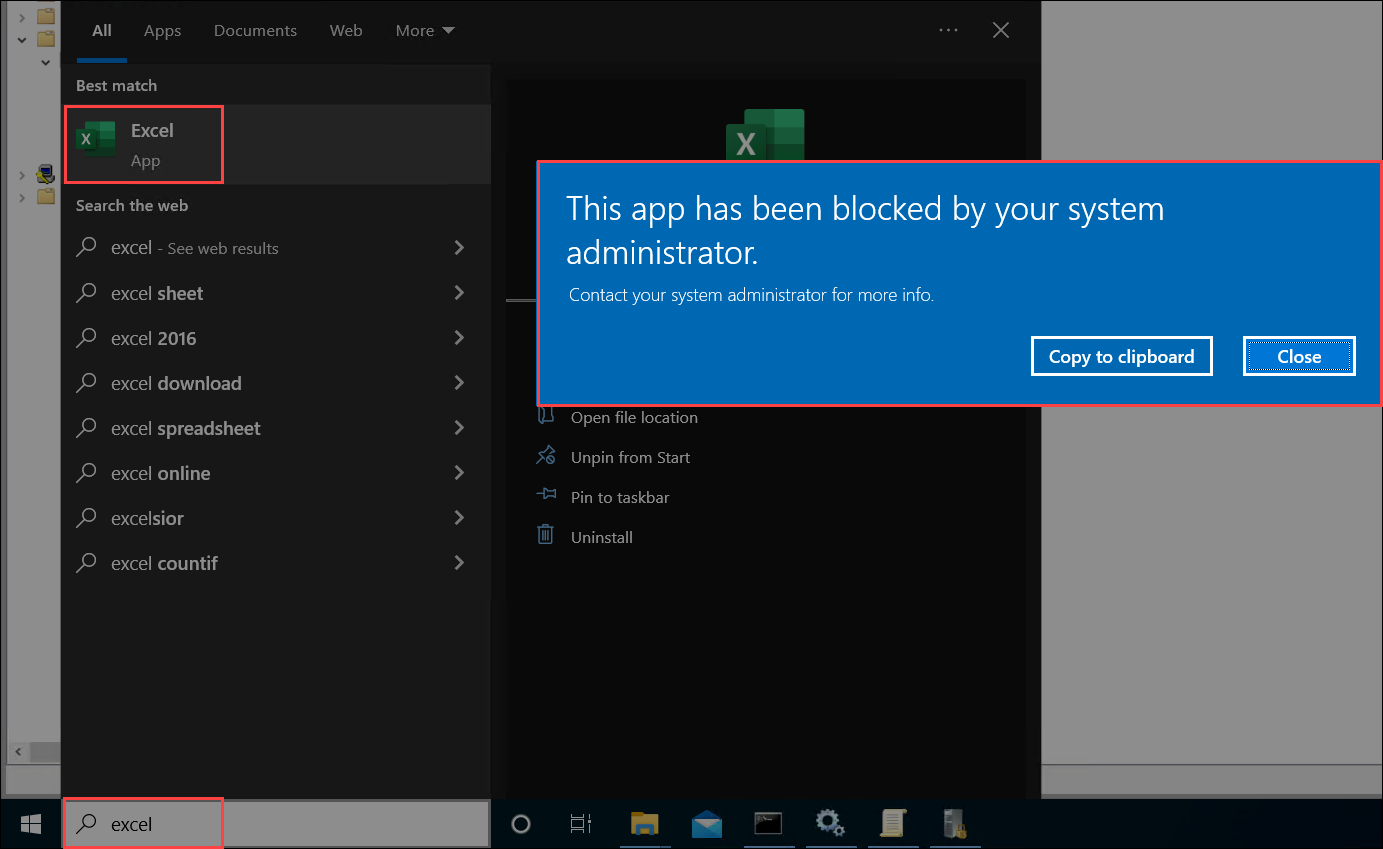 All Apps Documents Web More
Best match
Excel
App
Search the web
excel - See web results
excel sheet
excel 2016
excel download
excel spreadsheet
excel online
excelsior
excel countif
excel
X
X
This app has been blocked by your system
administrator.
Contact your system administrator for more info.
Copy to clipboard Close
Open file location
Unpin from Start
Pin to taskbar
Uninstall